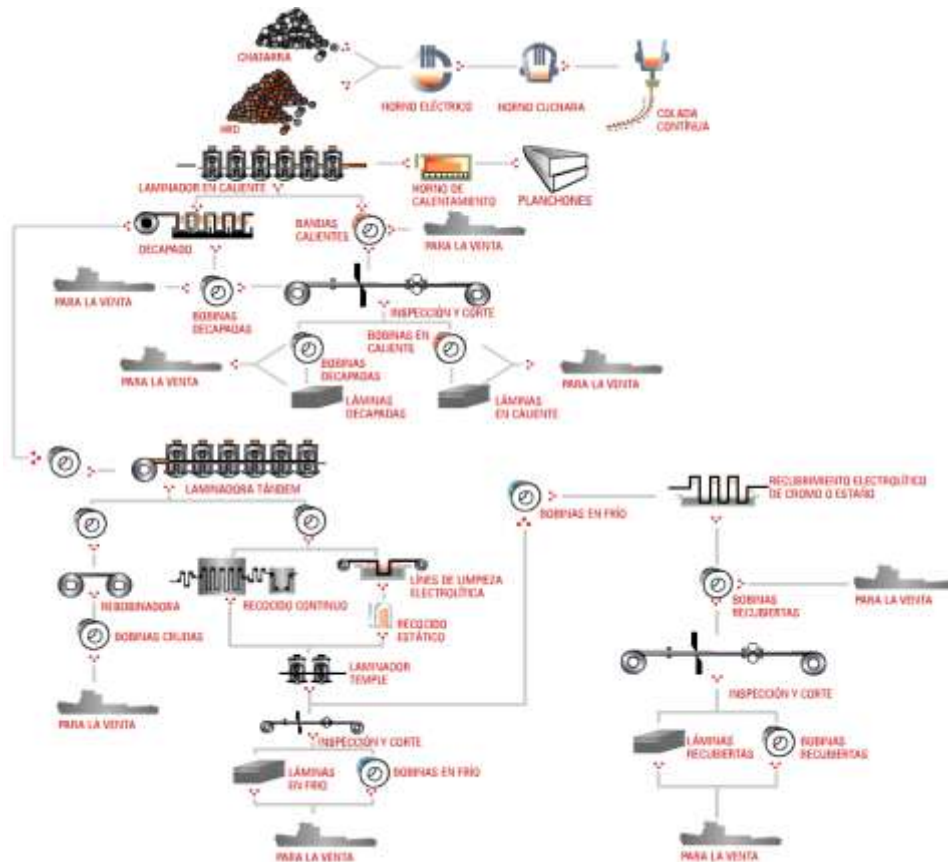 CHATARRA
HRD
HORNO ELÉCTRICO
HORNO CUCHARA
COLADA
CONTÍNUA
LAMINADOR EN CALIENTE
HORNO DE
CALENTAMIENTO
PLANCHONES
DECAPADO
BANDAS
CALIENTES
PARA LA VENTA
PARA LA VENTA
BOBINAS
DECAPADAS
INSPECCIÓN Y CORTE
BOBINAS EN
CALIENTE
PARA LA VENTA
BOBINAS
DECAPADAS
PARA LA VENTA
LÁMINAS
DECAPADAS
LÁMINAS
EN CALIENTE
LAMINADORA TÁNDEM
BOBINAS EN FRÍO
RECUBRIMIENTO ELECTROLÍTICO
DE CROMO O ESTAÑO
REBOBINADORA
RECOCIDO CONTINUO
LÍNES DE LIMPIEZA
ELECTROLÍTICA
BOBINAS
RECUBIERTAS
PARA LA VENTA
BOBINAS CRUDAS
RECOCIDO
ESTÁTICO
LAMINADOR
TEMPLE
PARA LA VENTA
INSPECCIÓN Y CORTE
INSPECCIÓN Y CORTE
LÁMINAS
RECUBIERTAS
BOBINAS
RECUBIERTAS
LÁMINAS
EN FRÍO
BOBINAS EN FRÍO
PARA LA VENTA
PARA LA VENTA